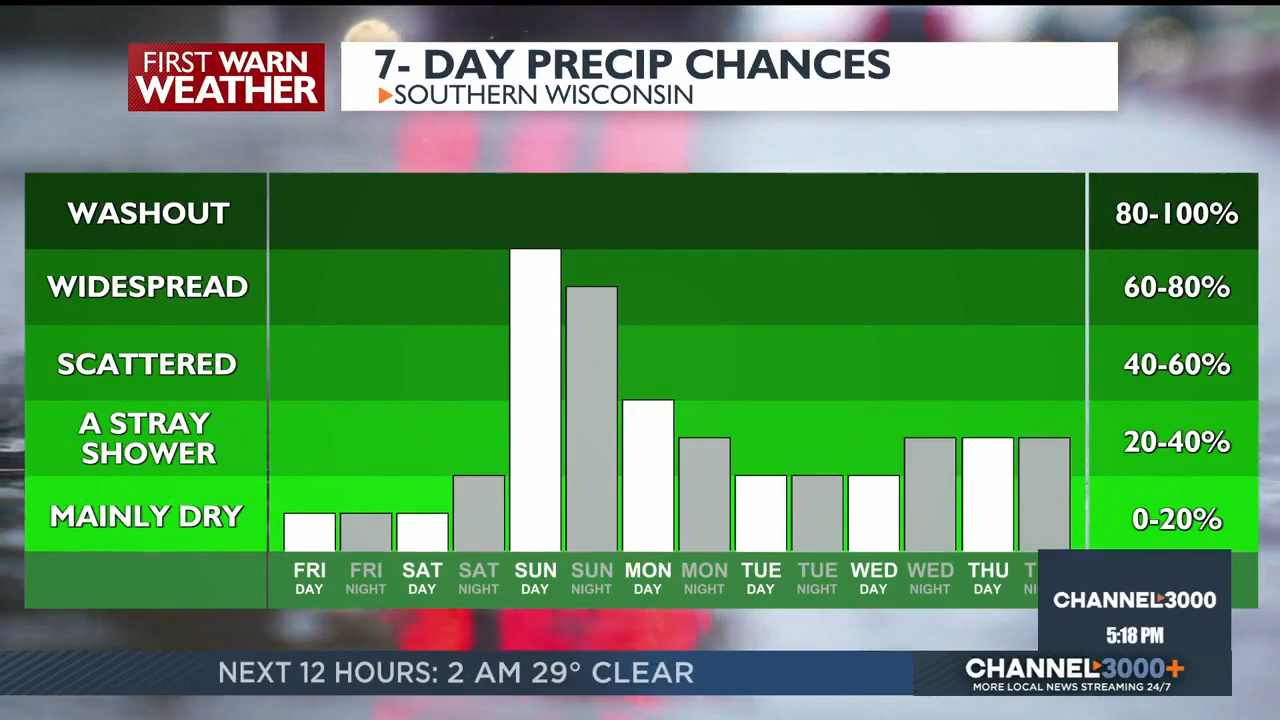 FIRST WARN
WEATHER
7- DAY PRECIP CHANCES
SOUTHERN WISCONSIN
WASHOUT
80-100%
WIDESPREAD
60-80%
SCATTERED
40-60%
A STRAY
SHOWER
20-40%
MAINLY DRY
0-20%
FRI FRI SAT SAT SUN SUN MON MON TUE TUE WED WED THU T
DAY NIGHT DAY NIGHT DAY NIGHT DAY NIGHT DAY NIGHT DAY NIGHT DAY NI
CHANNEL3000
5:18 PM
NEXT 12 HOURS: 2 AM 29° CLEAR
CHANNEL3000+
MORE LOCAL NEWS STREAMING 24/7